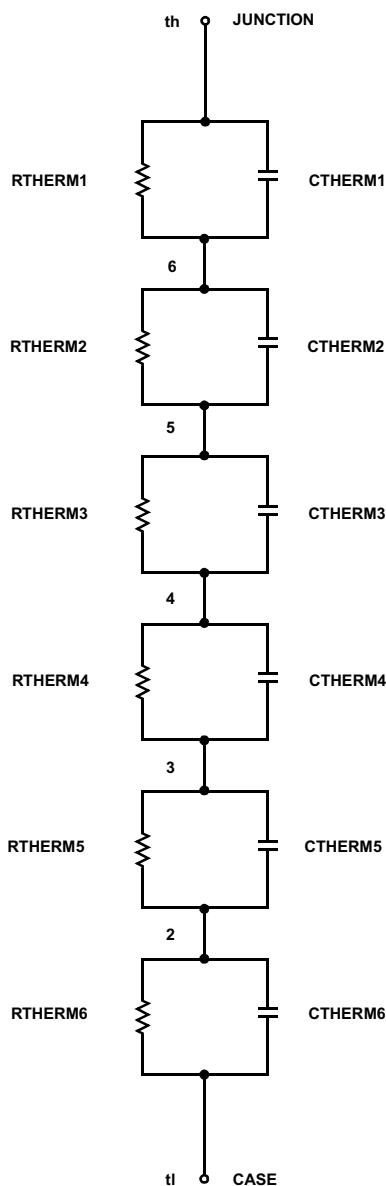 th JUNCTION
RTHERM1 CTHERM1
6
RTHERM2 CTHERM2
5
RTHERM3 CTHERM3
4
RTHERM4 CTHERM4
3
RTHERM5 CTHERM5
2
RTHERM6 CTHERM6
tl CASE